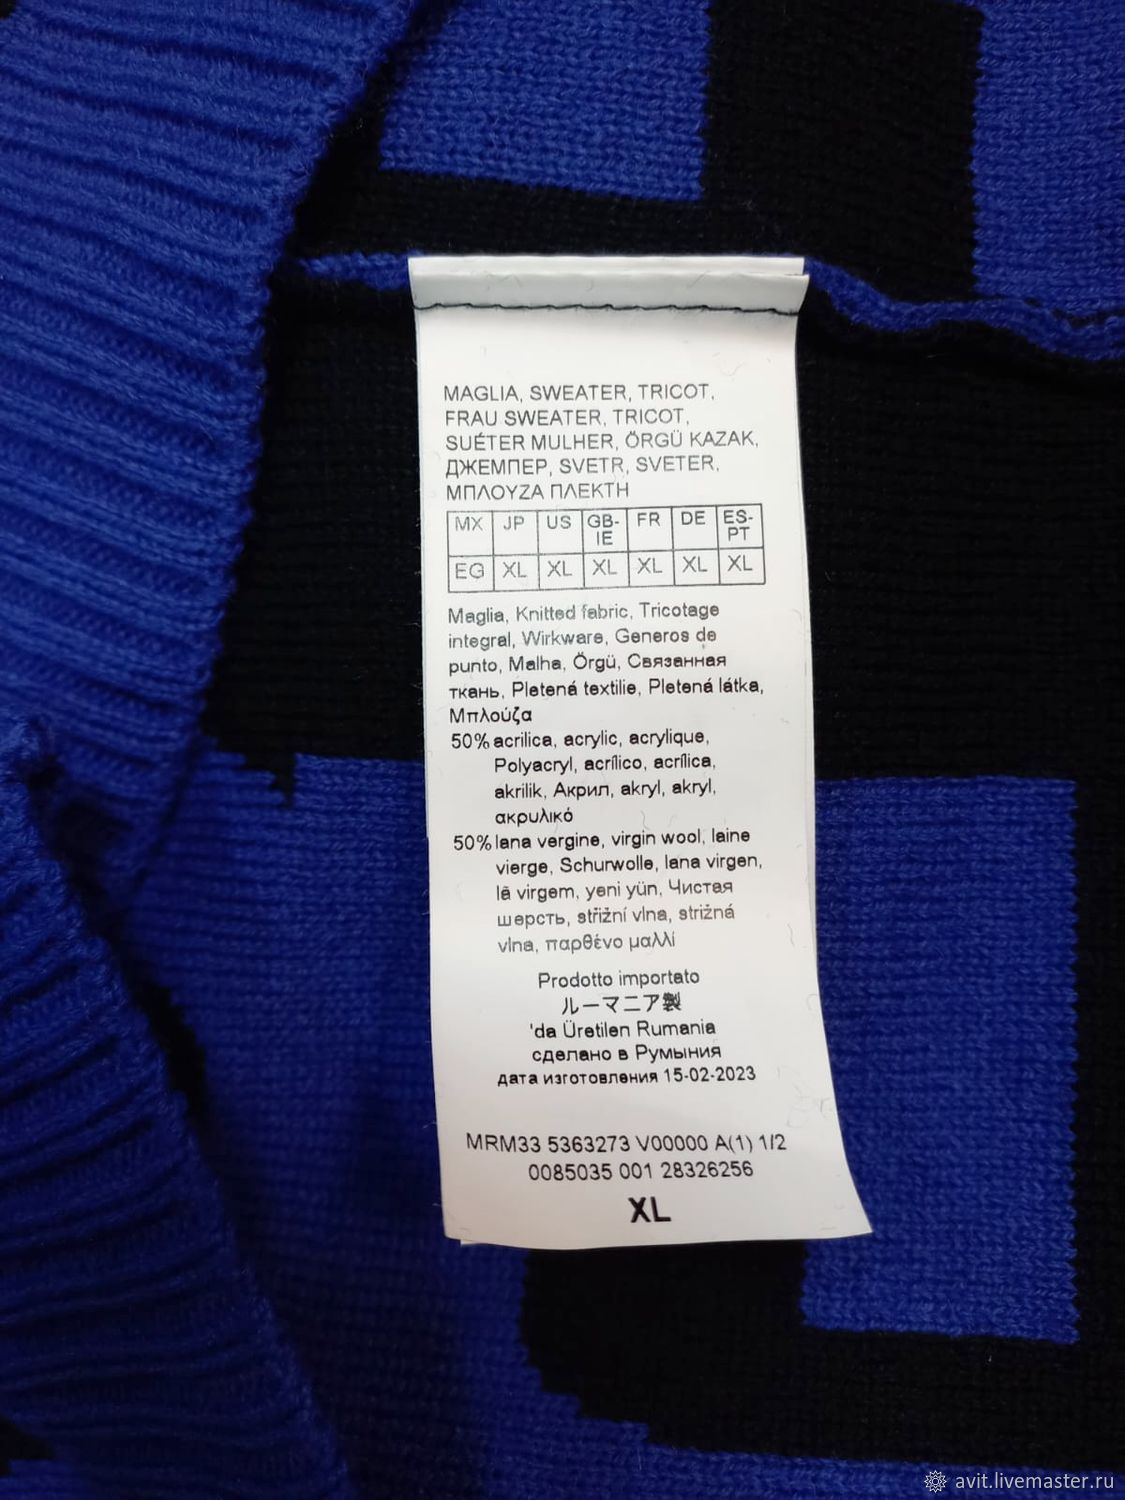 MAGLIA, SWEATER, TRICOT,
FRAU SWEATER, TRICOT,
SUÉTER MULHER, ÖRGÜ KAZAK,
ДЖЕМПЕР, SVETR, SVETER,
ΜΠΛΟΥΖΑ ΠΛΕΚΤΗ
MX JP US GB-IE FR DE ES-PT
EG XL XL XL XL XL XL
Maglia, Knitted fabric, Tricotage
integral, Wirkware, Generos de
punto, Malha, Örgü, Связанная
ткань, Pletená textilie, Pletená látka,
Μπλούζα
50% acrilica, acrylic, acrylique,
Polyacryl, acrílico, acrílica,
akrilik, Акрил, akryl, akryl,
ακρυλικό
50% lana vergine, virgin wool, laine
vierge, Schurwolle, lana virgen,
lã virgem, yeni yün, Чистая
шерсть, střižní vlna, strižná
vlna, παρθένο μαλλί
Prodotto importato
ルーマニア製
'da Üretilen Rumania
сделано в Румыния
дата изготовления 15-02-2023
MRM33 5363273 V00000 A(1) 1/2
0085035 001 28326256
XL
avit.livemaster.ru